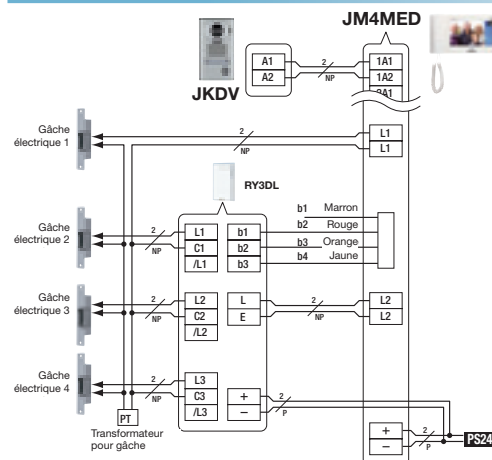 JM4MED
A1
A2
2
NP
1A1
1A2
2A1
JKDV
Gâche
électrique 1
2
NP
L1
L1
RY3DL
Gâche
électrique 2
2
NP
L1
C1
/L1
b1
b2
b3
b1 Marron
b2 Rouge
b3 Orange
b4 Jaune
Gâche
électrique 3
2
NP
L2
C2
/L2
L
E
2
NP
L2
L2
Gâche
électrique 4
2
NP
L3
C3
/L3
+
−
2
P
PT
Transformateur
pour gâche
+
−
2
P
PS24